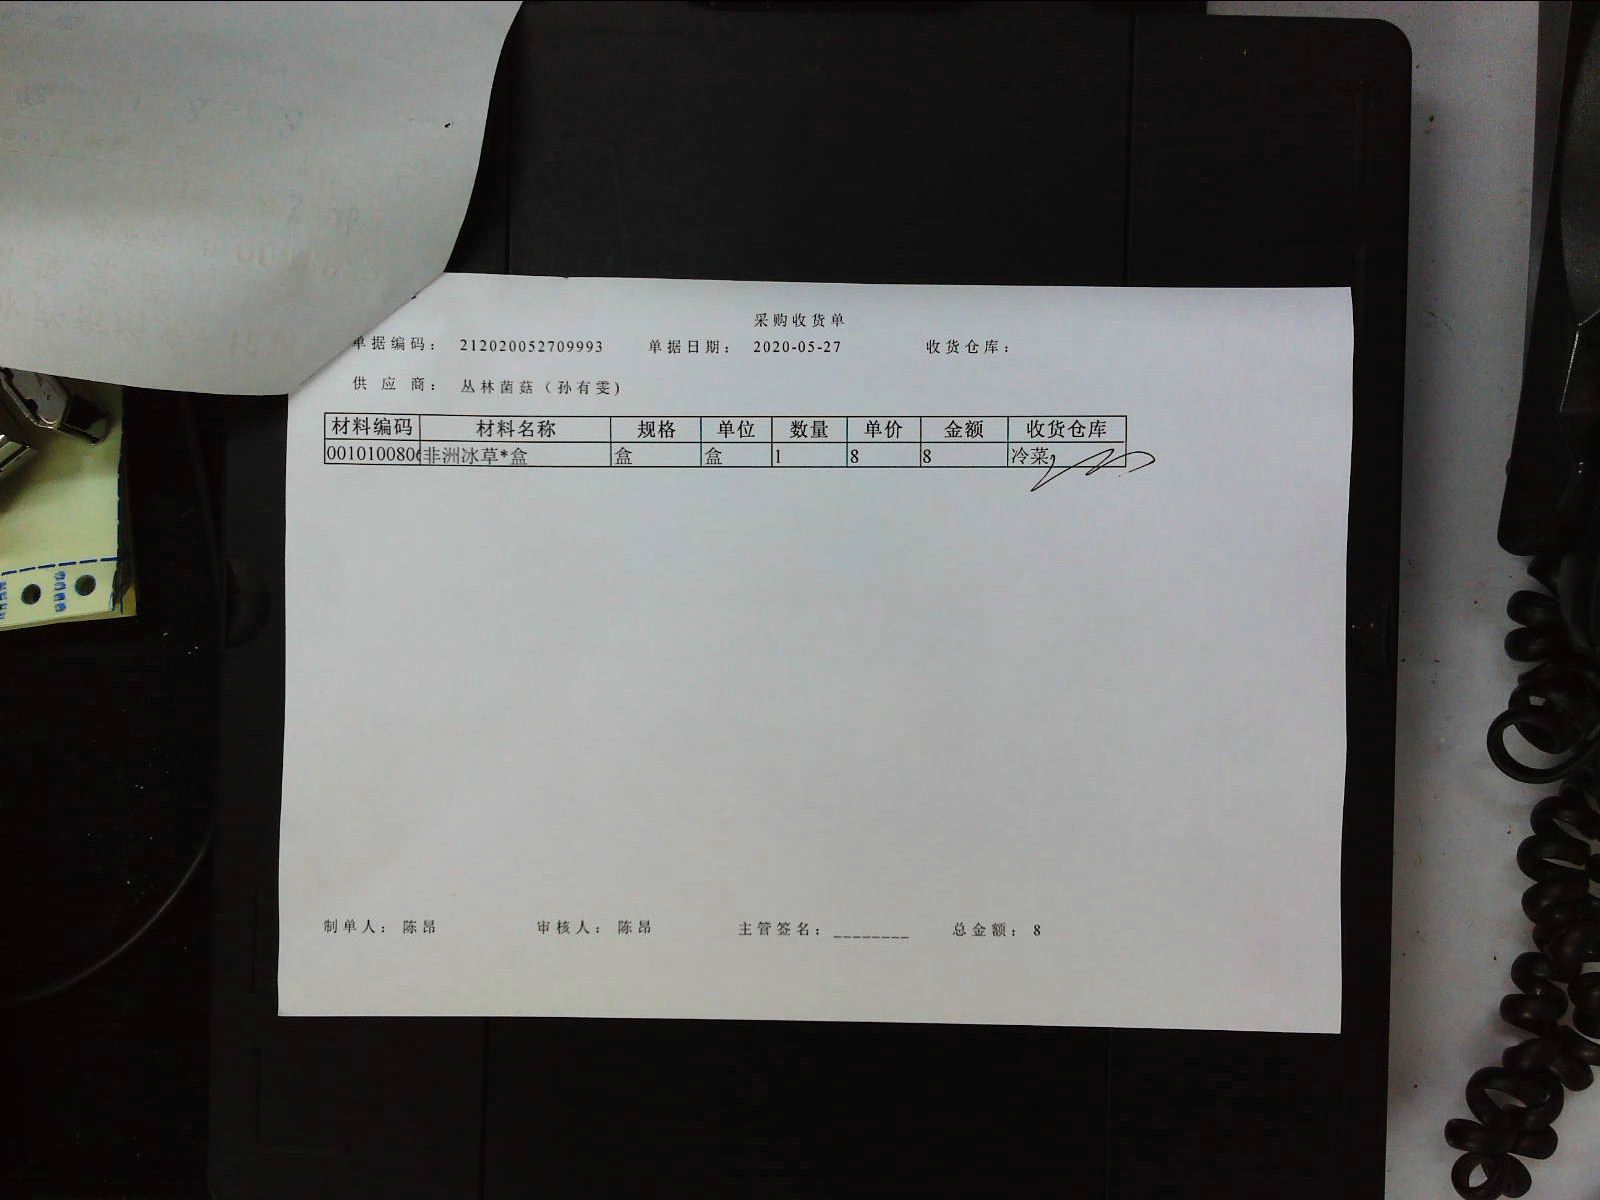 采购收货单
单据编码： 212020052709993 单据日期： 2020-05-27 收货仓库：
供应商： 丛林菌菇（孙有雯)
材料编码 材料名称 规格 单位 数量 单价 金额 收货仓库
0010100806 非洲冰草*盒 盒 盒 1 8 8 冷菜
制单人： 陈昂 审核人： 陈昂 主管签名：________ 总金额： 8